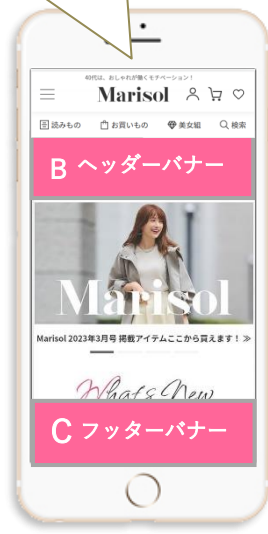 40代は、おしゃれが働くモチベーション！
Marisol
読みもの お買いもの 美女組 検索
B ヘッダーバナー
Marisol
Marisol 2023年3月号 掲載アイテムここから買えます！ ≫
What's New
C フッターバナー